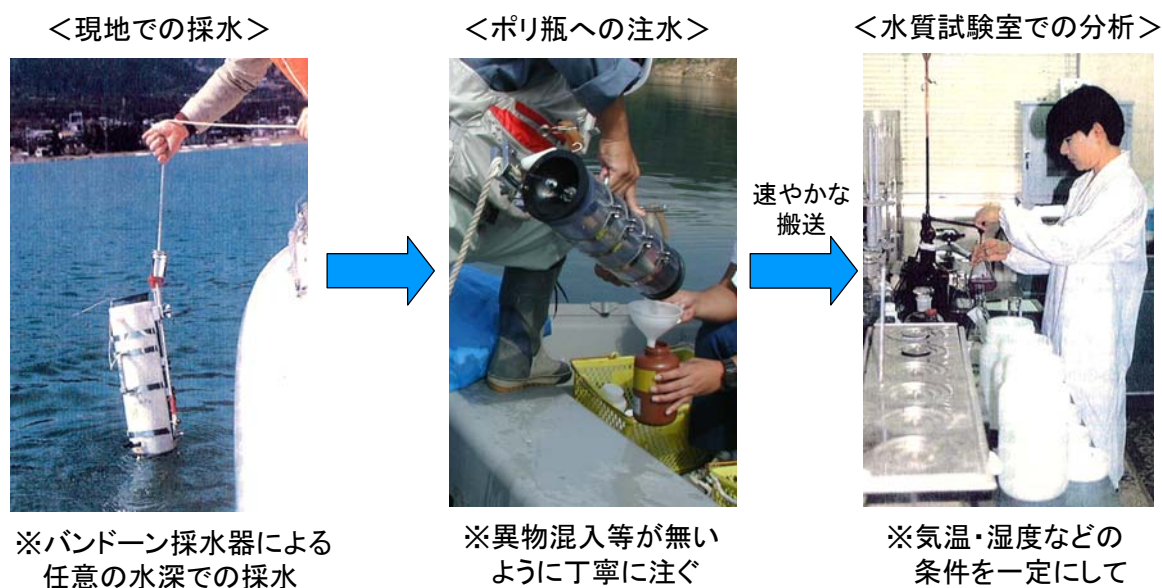 ＜現地での採水＞
＜ポリ瓶への注水＞
＜水質試験室での分析＞
速やかな
搬送
※バンドーン採水器による
任意の水深での採水
※異物混入等が無い
ように丁寧に注ぐ
※気温・湿度などの
条件を一定にして